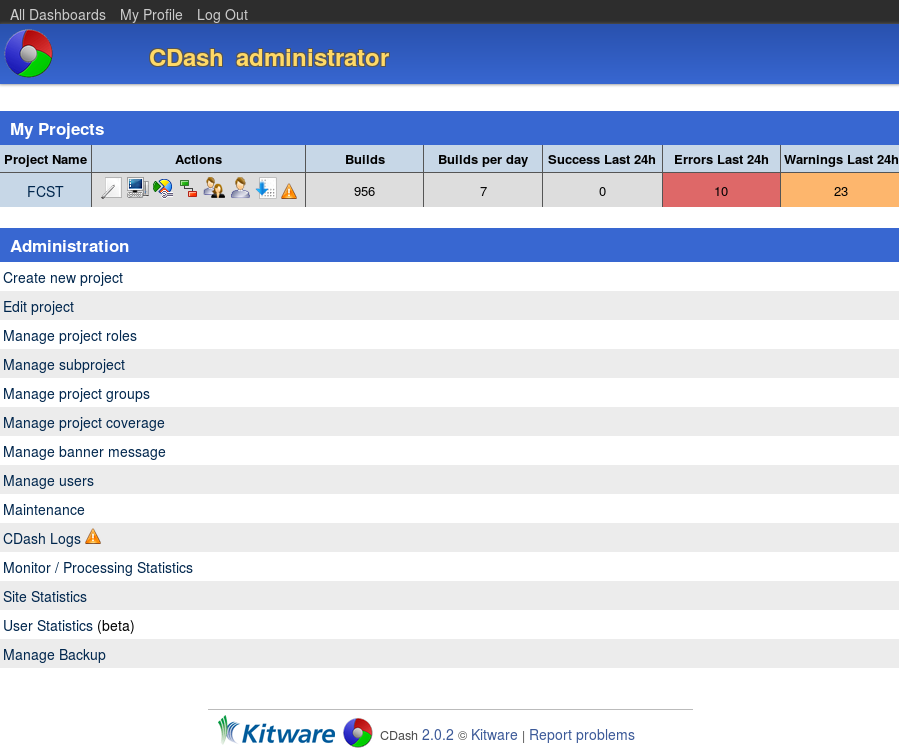 All Dashboards My Profile Log Out
CDash administrator
My Projects
Project Name Actions Builds Builds per day Success Last 24h Errors Last 24h Warnings Last 24h
FCST 956 7 0 10 23
Administration
Create new project
Edit project
Manage project roles
Manage subproject
Manage project groups
Manage project coverage
Manage banner message
Manage users
Maintenance
CDash Logs
Monitor / Processing Statistics
Site Statistics
User Statistics (beta)
Manage Backup
Kitware CDash 2.0.2 © Kitware | Report problems